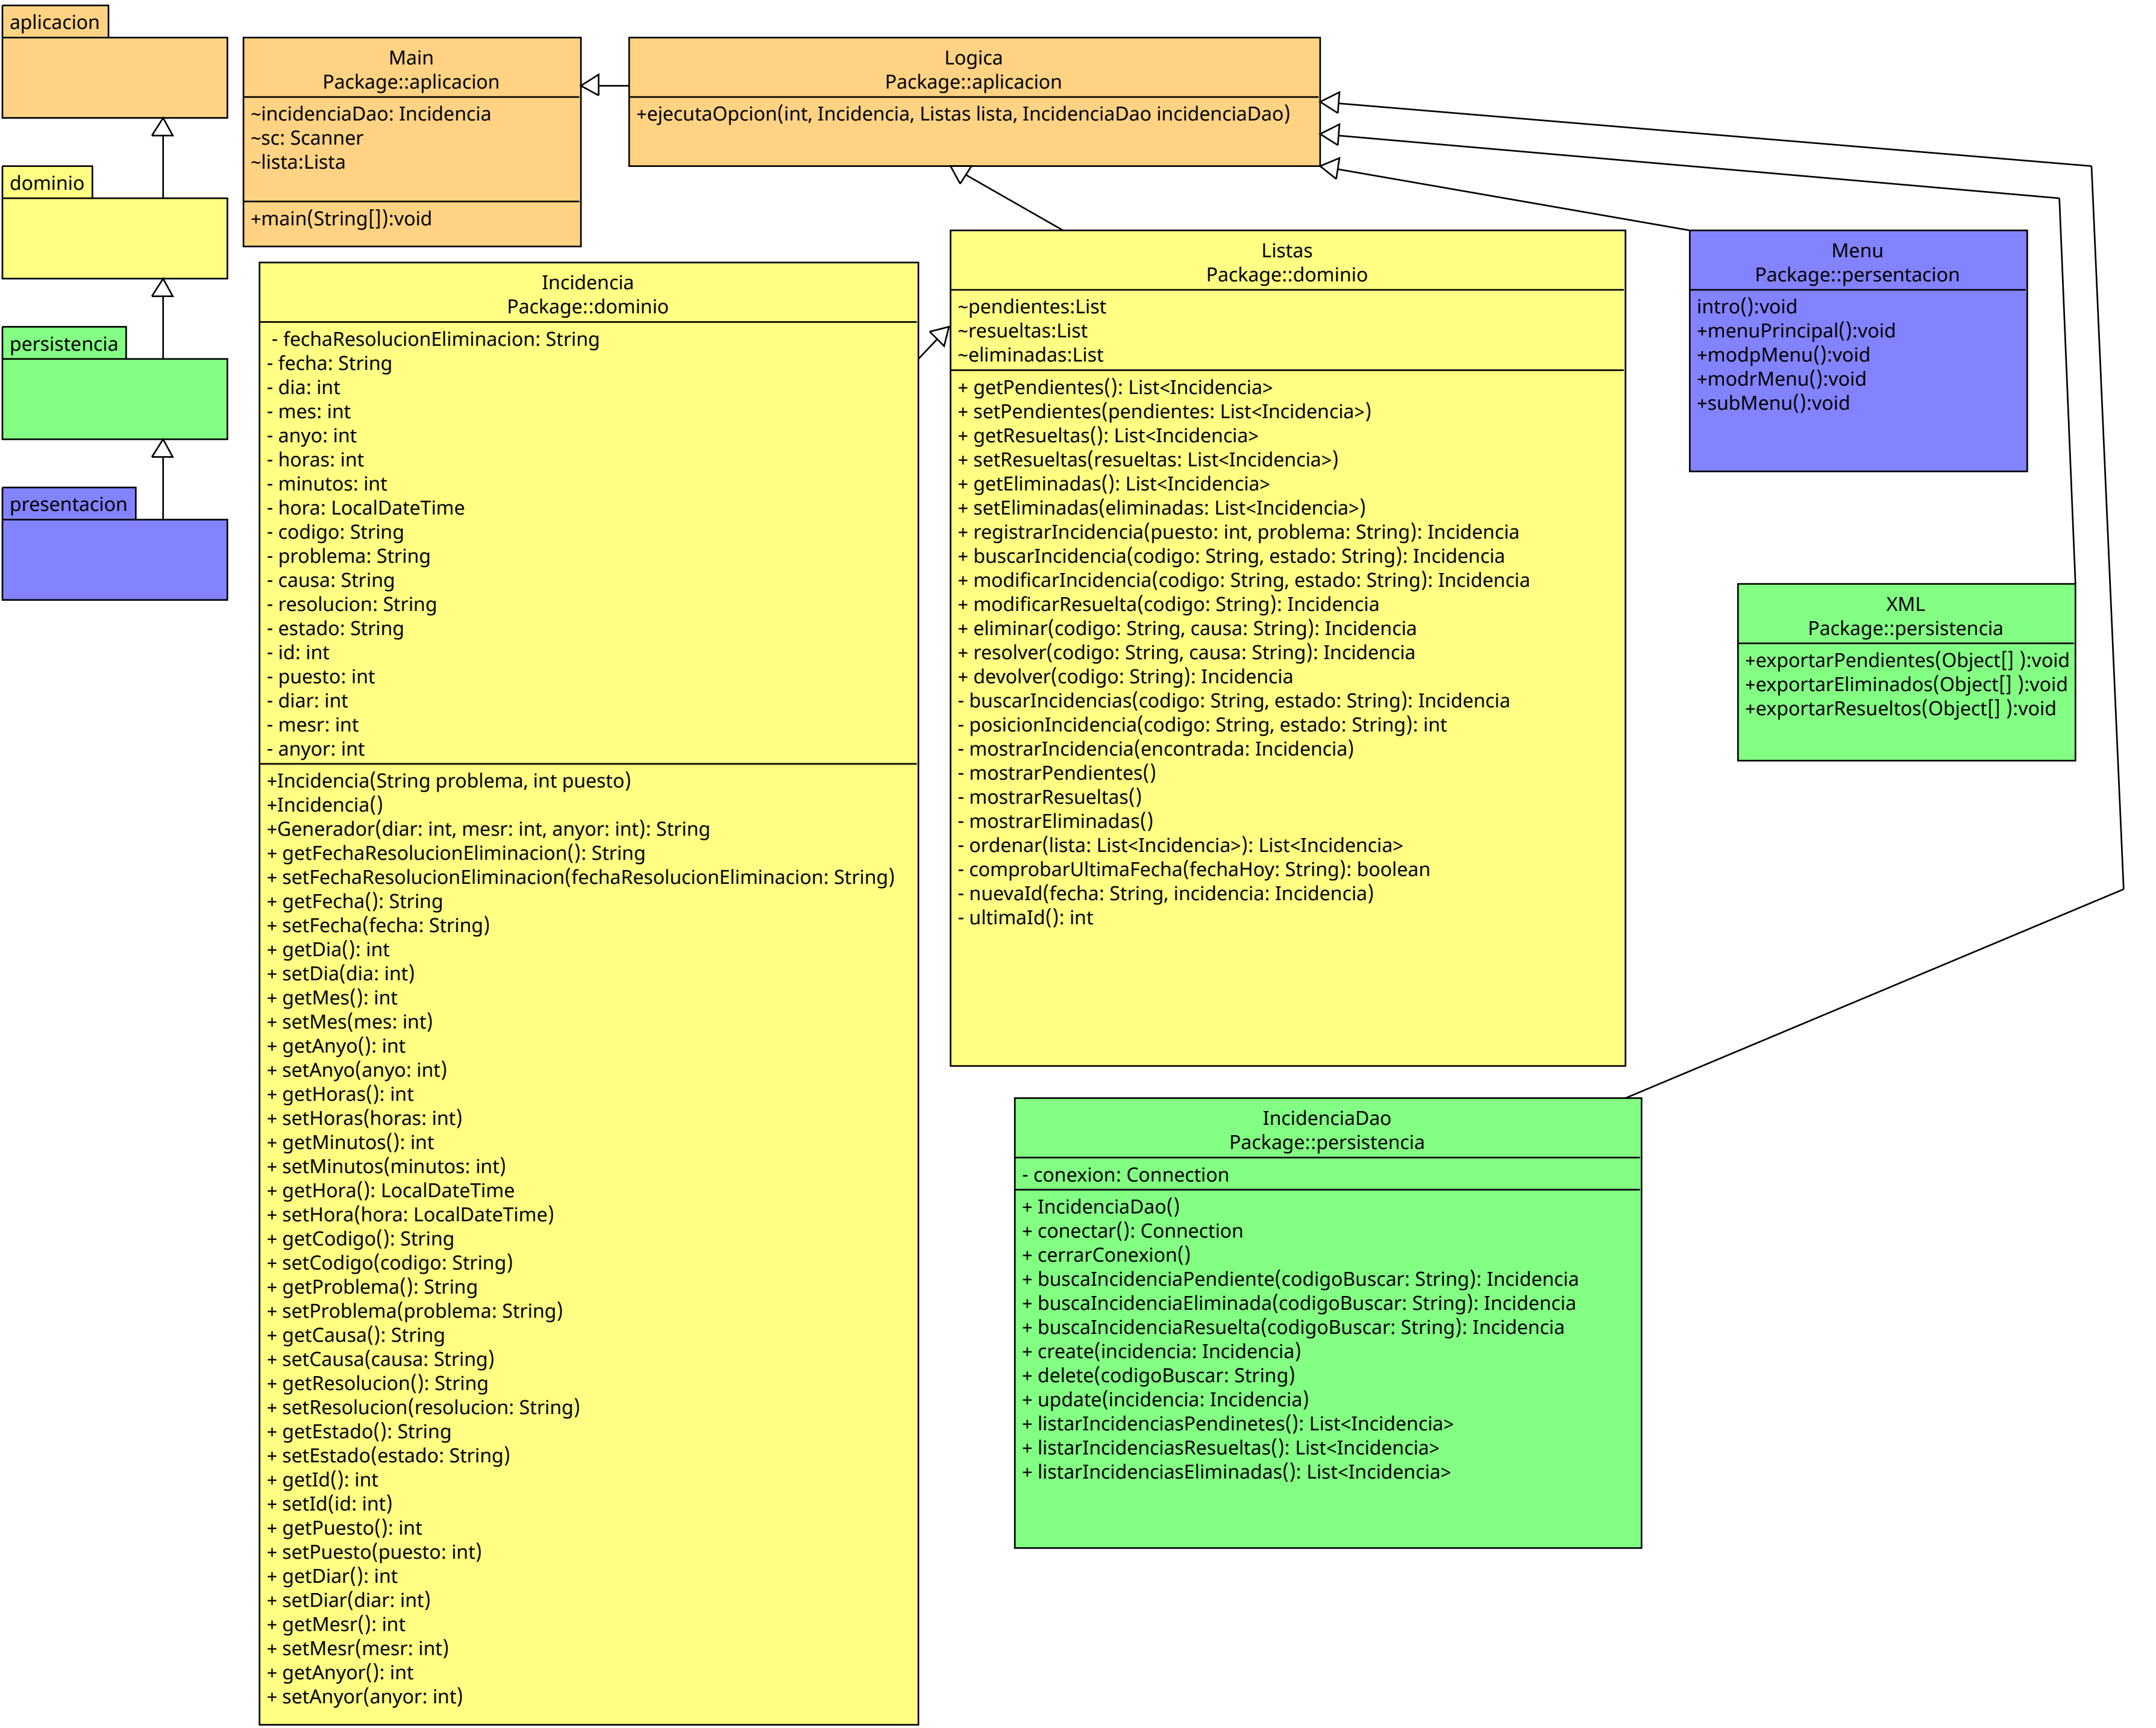 aplicacion
dominio
persistencia
presentacion
Main
Package::aplicacion
~incidenciaDao: Incidencia
~sc: Scanner
~lista:Lista
+main(String[]):void
Logica
Package::aplicacion
+ejecutaOpcion(int, Incidencia, Listas lista, IncidenciaDao incidenciaDao)
Incidencia
Package::dominio
- fechaResolucionEliminacion: String
- fecha: String
- dia: int
- mes: int
- anyo: int
- horas: int
- minutos: int
- hora: LocalDateTime
- codigo: String
- problema: String
- causa: String
- resolucion: String
- estado: String
- id: int
- puesto: int
- diar: int
- mesr: int
- anyor: int
+Incidencia(String problema, int puesto)
+Incidencia()
+Generador(diar: int, mesr: int, anyor: int): String
+ getFechaResolucionEliminacion(): String
+ setFechaResolucionEliminacion(fechaResolucionEliminacion: String)
+ getFecha(): String
+ setFecha(fecha: String)
+ getDia(): int
+ setDia(dia: int)
+ getMes(): int
+ setMes(mes: int)
+ getAnyo(): int
+ setAnyo(anyo: int)
+ getHoras(): int
+ setHoras(horas: int)
+ getMinutos(): int
+ setMinutos(minutos: int)
+ getHora(): LocalDateTime
+ setHora(hora: LocalDateTime)
+ getCodigo(): String
+ setCodigo(codigo: String)
+ getProblema(): String
+ setProblema(problema: String)
+ getCausa(): String
+ setCausa(causa: String)
+ getResolucion(): String
+ setResolucion(resolucion: String)
+ getEstado(): String
+ setEstado(estado: String)
+ getId(): int
+ setId(id: int)
+ getPuesto(): int
+ setPuesto(puesto: int)
+ getDiar(): int
+ setDiar(diar: int)
+ getMesr(): int
+ setMesr(mesr: int)
+ getAnyor(): int
+ setAnyor(anyor: int)
Listas
Package::dominio
~pendientes:List
~resueltas:List
~eliminadas:List
+ getPendientes(): List<Incidencia>
+ setPendientes(pendientes: List<Incidencia>)
+ getResueltas(): List<Incidencia>
+ setResueltas(resueltas: List<Incidencia>)
+ getEliminadas(): List<Incidencia>
+ setEliminadas(eliminadas: List<Incidencia>)
+ registrarIncidencia(puesto: int, problema: String): Incidencia
+ buscarIncidencia(codigo: String, estado: String): Incidencia
+ modificarIncidencia(codigo: String, estado: String): Incidencia
+ modificarResuelta(codigo: String): Incidencia
+ eliminar(codigo: String, causa: String): Incidencia
+ resolver(codigo: String, causa: String): Incidencia
+ devolver(codigo: String): Incidencia
- buscarIncidencias(codigo: String, estado: String): Incidencia
- posicionIncidencia(codigo: String, estado: String): int
- mostrarIncidencia(encontrada: Incidencia)
- mostrarPendientes()
- mostrarResueltas()
- mostrarEliminadas()
- ordenar(lista: List<Incidencia>): List<Incidencia>
- comprobarUltimaFecha(fechaHoy: String): boolean
- nuevaId(fecha: String, incidencia: Incidencia)
- ultimaId(): int
Menu
Package::persentacion
intro():void
+menuPrincipal():void
+modpMenu():void
+modrMenu():void
+subMenu():void
XML
Package::persistencia
+exportarPendientes(Object[] ):void
+exportarEliminados(Object[] ):void
+exportarResueltos(Object[] ):void
IncidenciaDao
Package::persistencia
- conexion: Connection
+ IncidenciaDao()
+ conectar(): Connection
+ cerrarConexion()
+ buscaIncidenciaPendiente(codigoBuscar: String): Incidencia
+ buscaIncidenciaEliminada(codigoBuscar: String): Incidencia
+ buscaIncidenciaResuelta(codigoBuscar: String): Incidencia
+ create(incidencia: Incidencia)
+ delete(codigoBuscar: String)
+ update(incidencia: Incidencia)
+ listarIncidenciasPendinetes(): List<Incidencia>
+ listarIncidenciasResueltas(): List<Incidencia>
+ listarIncidenciasEliminadas(): List<Incidencia>